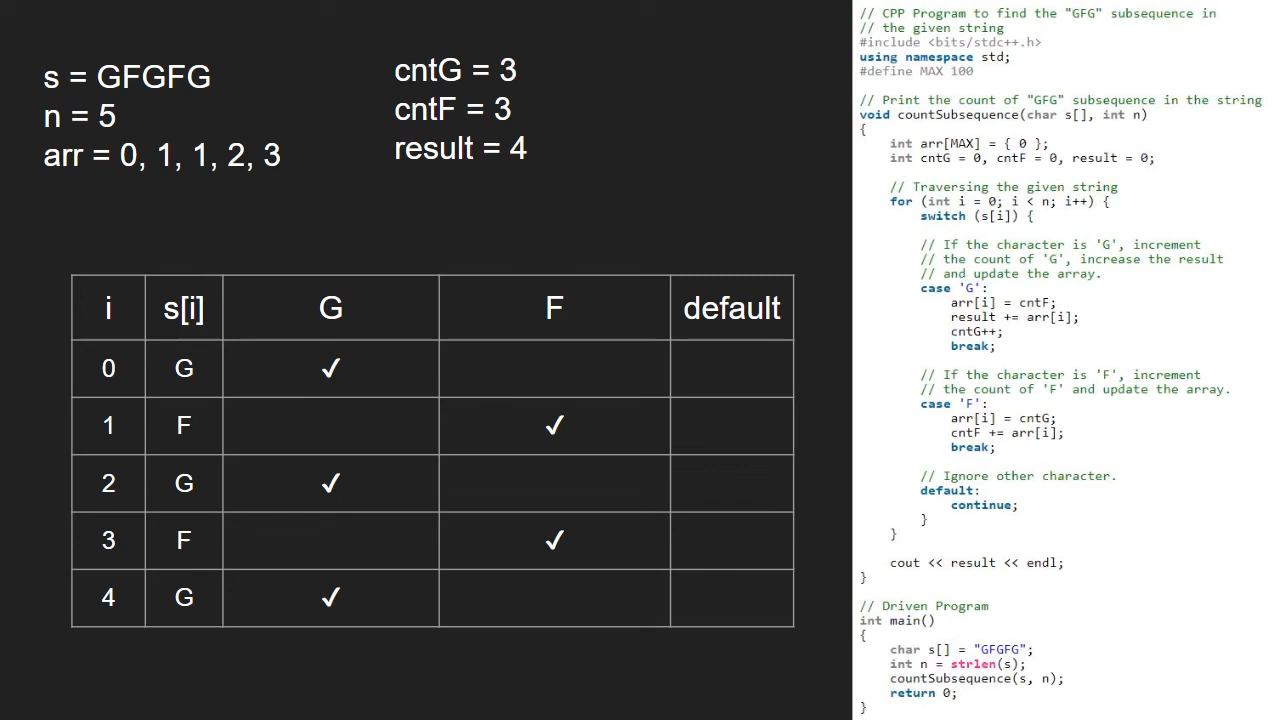 s = GFGFG
n = 5
arr = 0, 1, 1, 2, 3
cntG = 3
cntF = 3
result = 4
i s[i] G F default
0 G ✓
1 F ✓
2 G ✓
3 F ✓
4 G ✓
// CPP Program to find the "GFG" subsequence in
// the given string
#include <bits/stdc++.h>
using namespace std;
#define MAX 100
// Print the count of "GFG" subsequence in the string
void countSubsequence(char s[], int n)
{
int arr[MAX] = { 0 };
int cntG = 0, cntF = 0, result = 0;
// Traversing the given string
for (int i = 0; i < n; i++) {
switch (s[i]) {
// If the character is 'G', increment
// the count of 'G', increase the result
// and update the array.
case 'G':
arr[i] = cntF;
result += arr[i];
cntG++;
break;
// If the character is 'F', increment
// the count of 'F' and update the array.
case 'F':
arr[i] = cntG;
cntF += arr[i];
break;
// Ignore other character.
default:
continue;
}
}
cout << result << endl;
}
// Driven Program
int main()
{
char s[] = "GFGFG";
int n = strlen(s);
countSubsequence(s, n);
return 0;
}